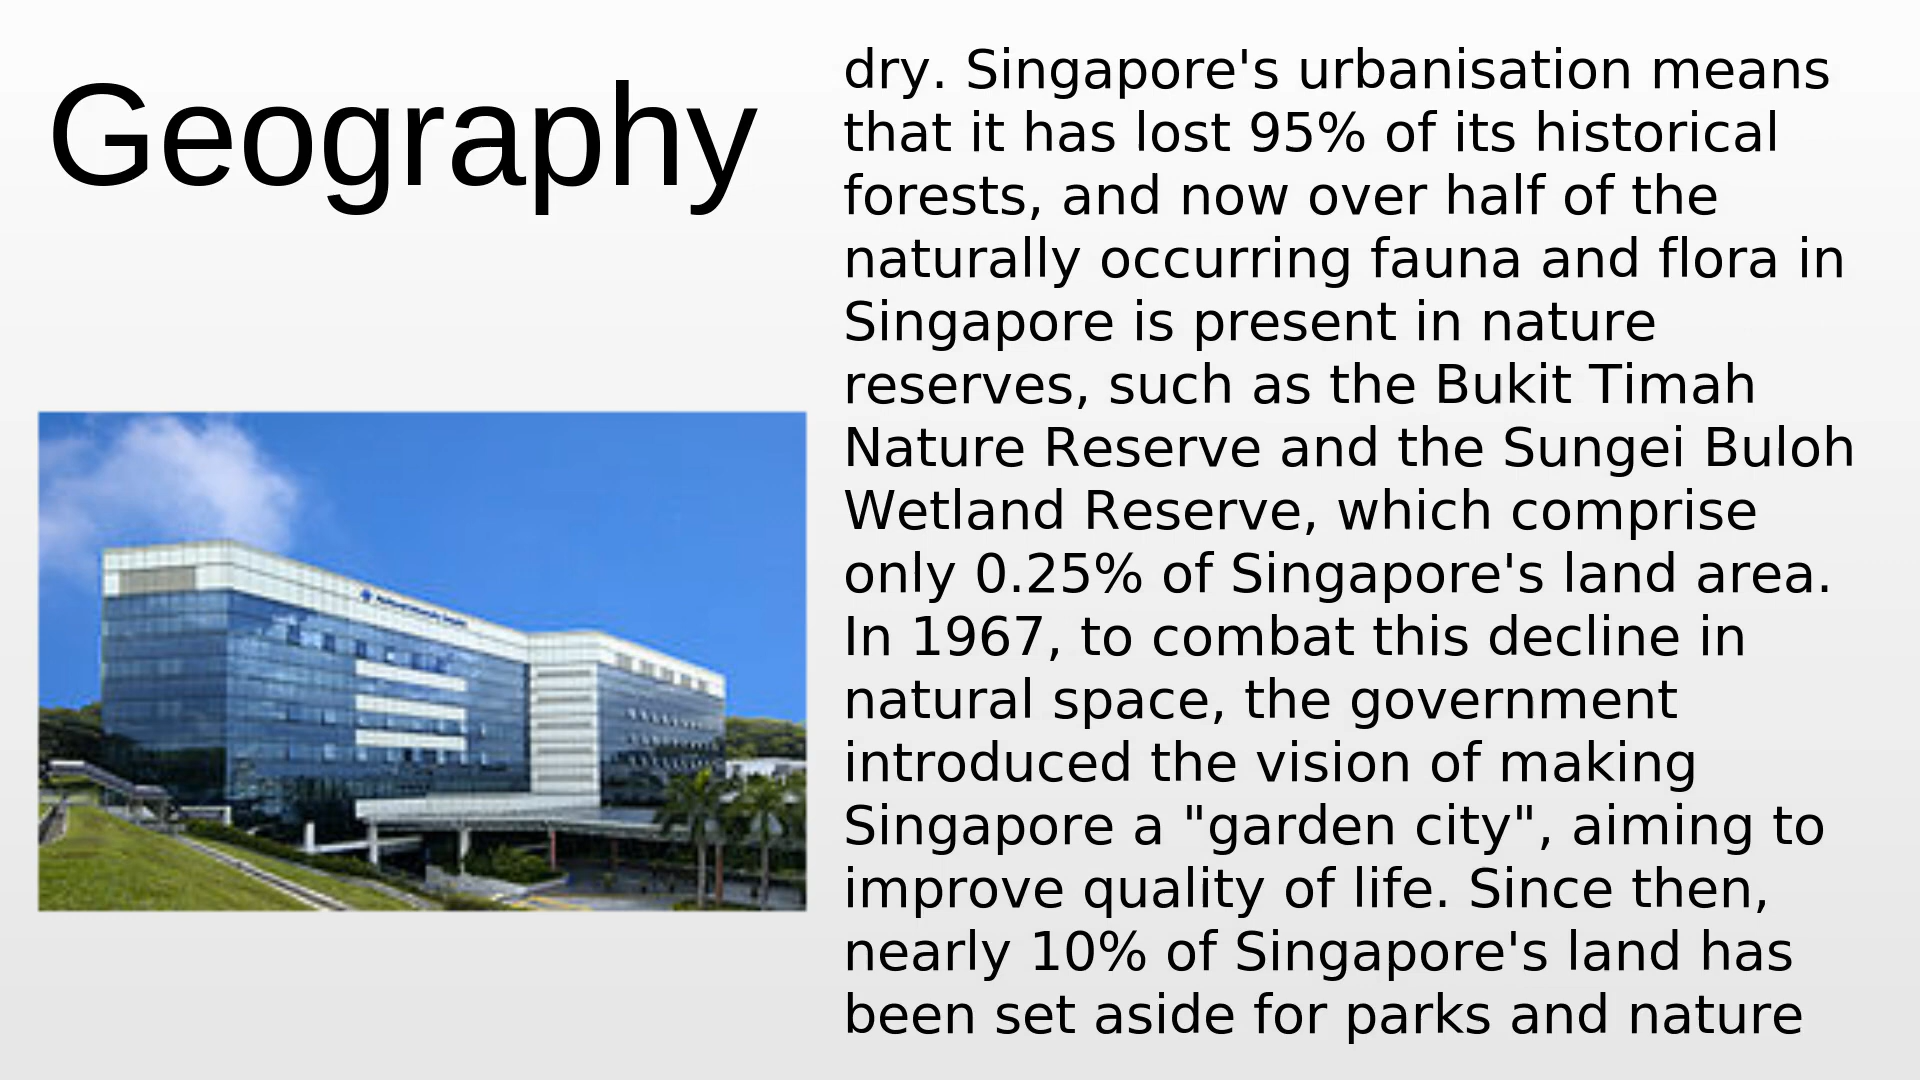 Geography
dry. Singapore's urbanisation means
that it has lost 95% of its historical
forests, and now over half of the
naturally occurring fauna and flora in
Singapore is present in nature
reserves, such as the Bukit Timah
Nature Reserve and the Sungei Buloh
Wetland Reserve, which comprise
only 0.25% of Singapore's land area.
In 1967, to combat this decline in
natural space, the government
introduced the vision of making
Singapore a "garden city", aiming to
improve quality of life. Since then,
nearly 10% of Singapore's land has
been set aside for parks and nature